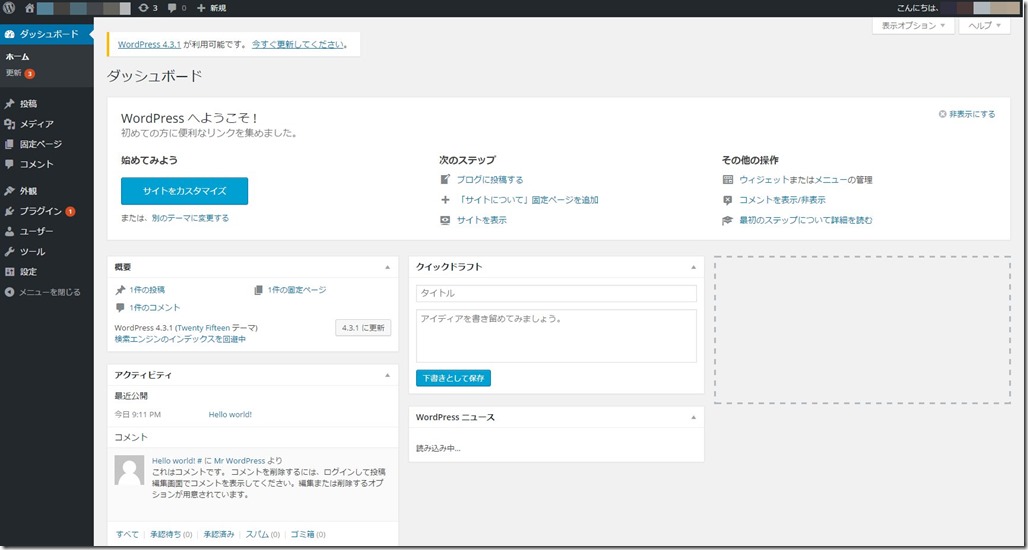 3
0
新規
こんにちは、
ダッシュボード
ホーム
更新 3
投稿
メディア
固定ページ
コメント
外観
プラグイン 1
ユーザー
ツール
設定
メニューを閉じる
表示オプション
ヘルプ
WordPress 4.3.1 が利用可能です。 今すぐ更新してください。
ダッシュボード
WordPress へようこそ !
初めての方に便利なリンクを集めました。
非表示にする
始めてみよう
サイトをカスタマイズ
または、別のテーマに変更する
次のステップ
ブログに投稿する
「サイトについて」固定ページを追加
サイトを表示
その他の操作
ウィジェットまたはメニューの管理
コメントを表示/非表示
最初のステップについて詳細を読む
概要
1件の投稿
1件の固定ページ
1件のコメント
WordPress 4.3.1 (Twenty Fifteen テーマ)
4.3.1 に更新
検索エンジンのインデックスを回避中
アクティビティ
最近公開
今日 9:11 PM
Hello world!
コメント
Hello world! # に Mr WordPress より
これはコメントです。 コメントを削除するには、ログインして投稿
編集画面でコメントを表示してください。編集または削除するオプ
ションが用意されています。
すべて | 承認待ち (0) | 承認済み | スパム (0) | ゴミ箱 (0)
クイックドラフト
タイトル
アイディアを書き留めてみましょう。
下書きとして保存
WordPress ニュース
読み込み中...